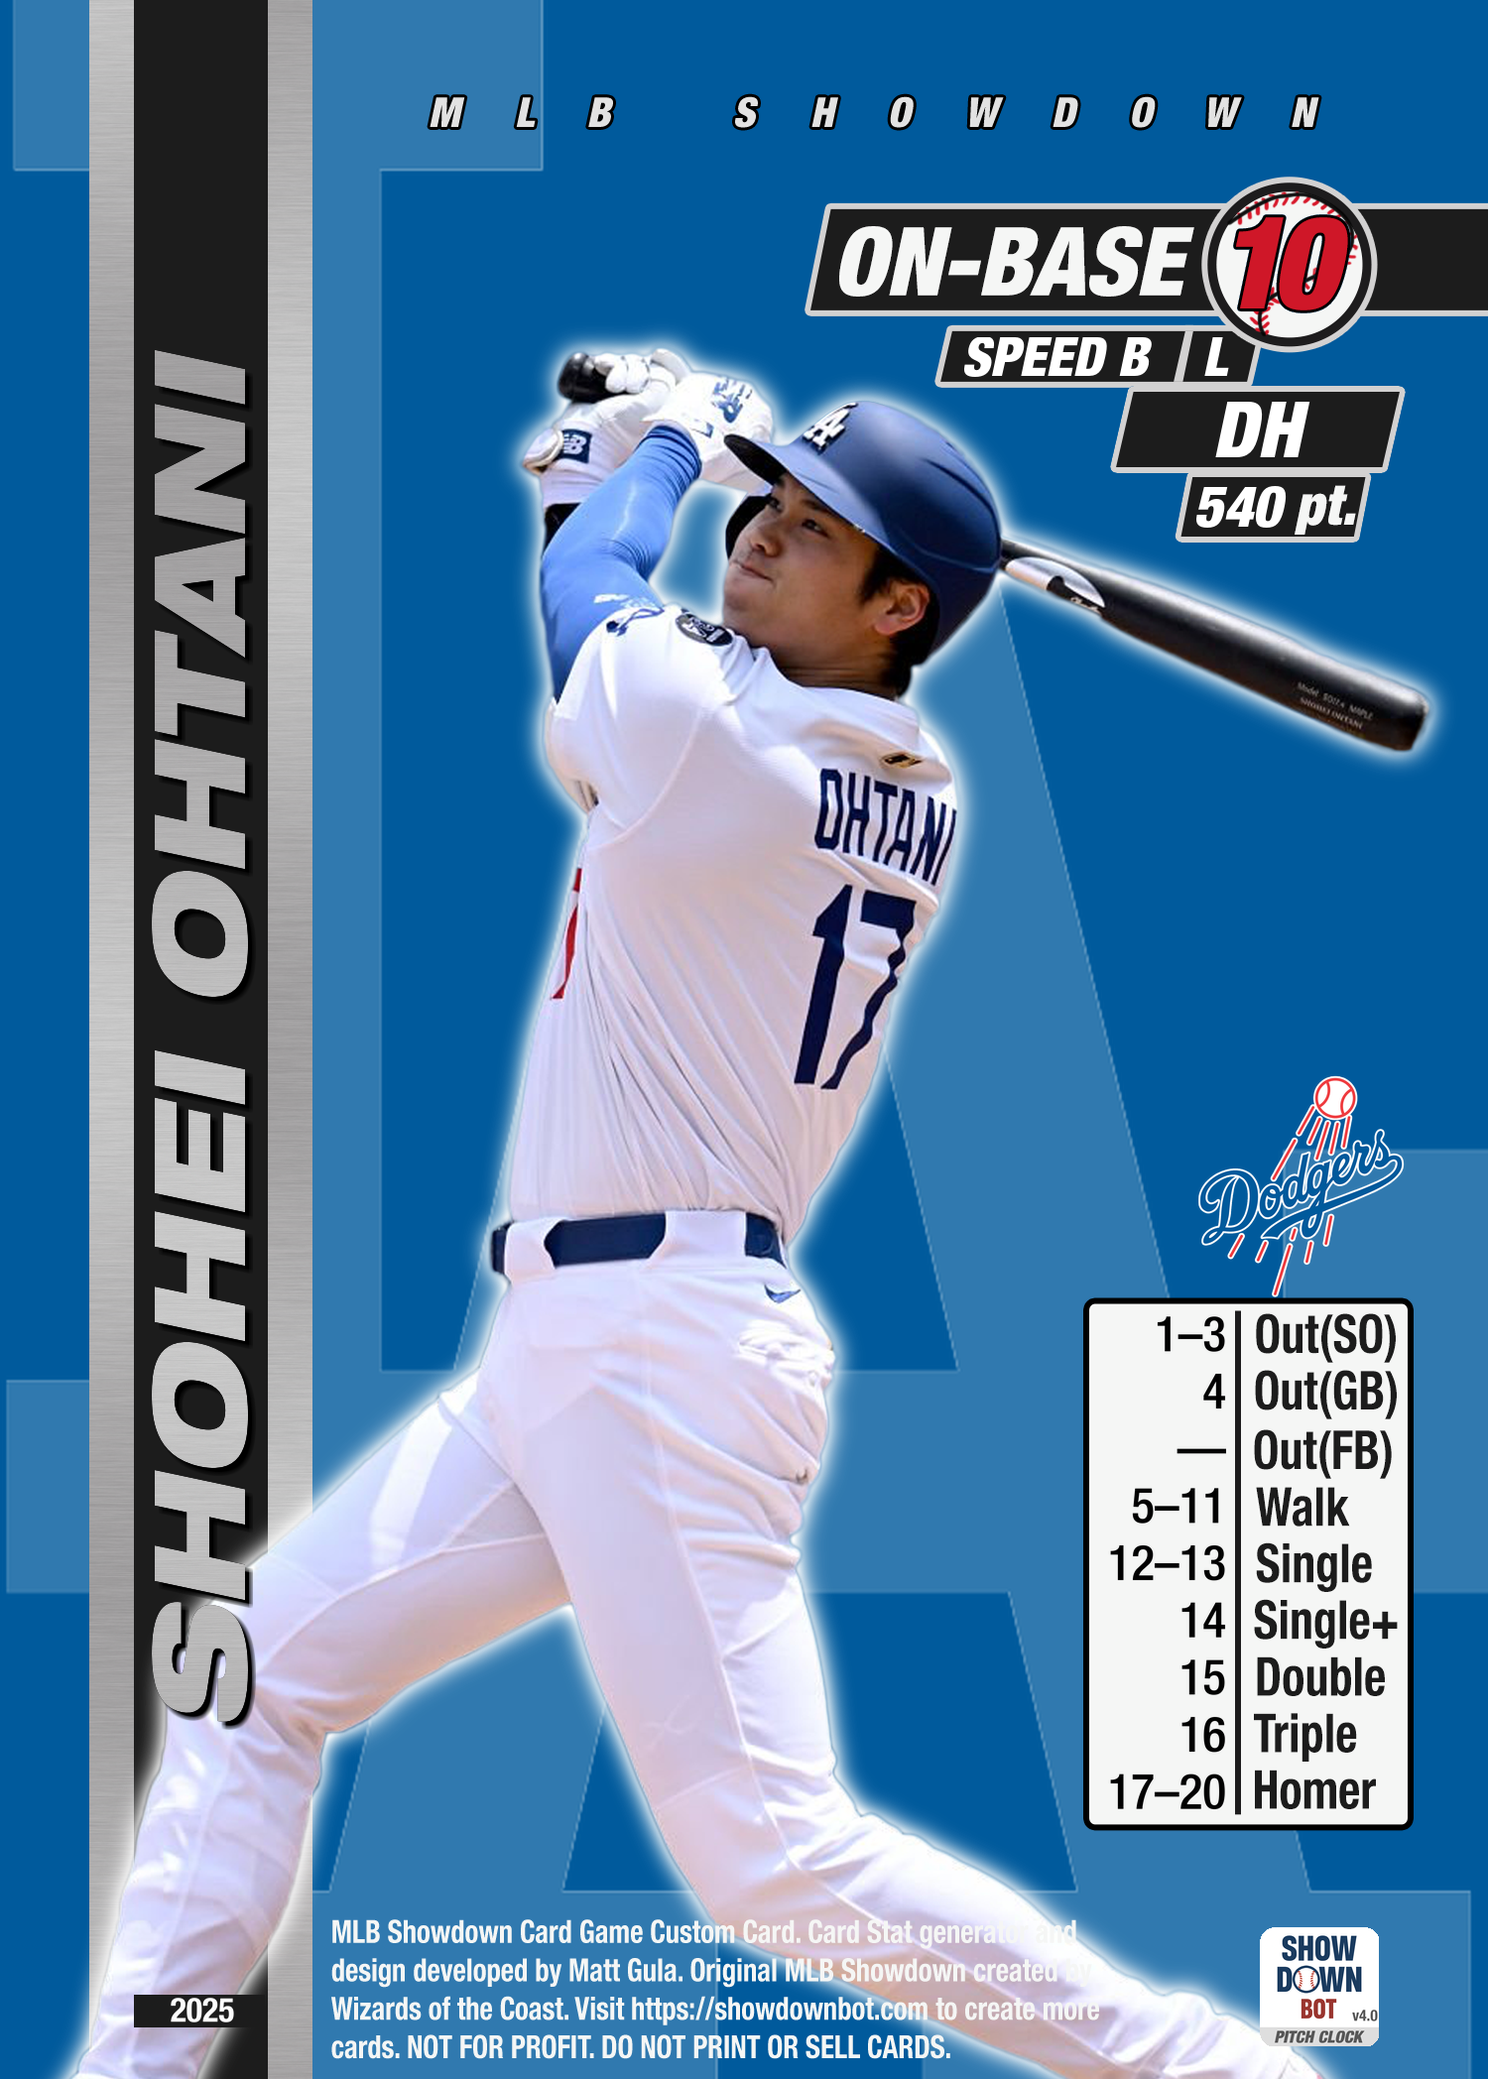 MLB SHOWDOWN
ON-BASE 10
SPEED B L
DH
540 pt.
SHOHEI OHTANI
OHTANI
17
Dodgers
1–3 Out(SO)
4 Out(GB)
— Out(FB)
5–11 Walk
12–13 Single
14 Single+
15 Double
16 Triple
17–20 Homer
MLB Showdown Card Game Custom Card. Card Stat generator and
design developed by Matt Gula. Original MLB Showdown created by
Wizards of the Coast. Visit https://showdownbot.com to create more
cards. NOT FOR PROFIT. DO NOT PRINT OR SELL CARDS.
2025
SHOW
DOWN
BOT v4.0
PITCH CLOCK